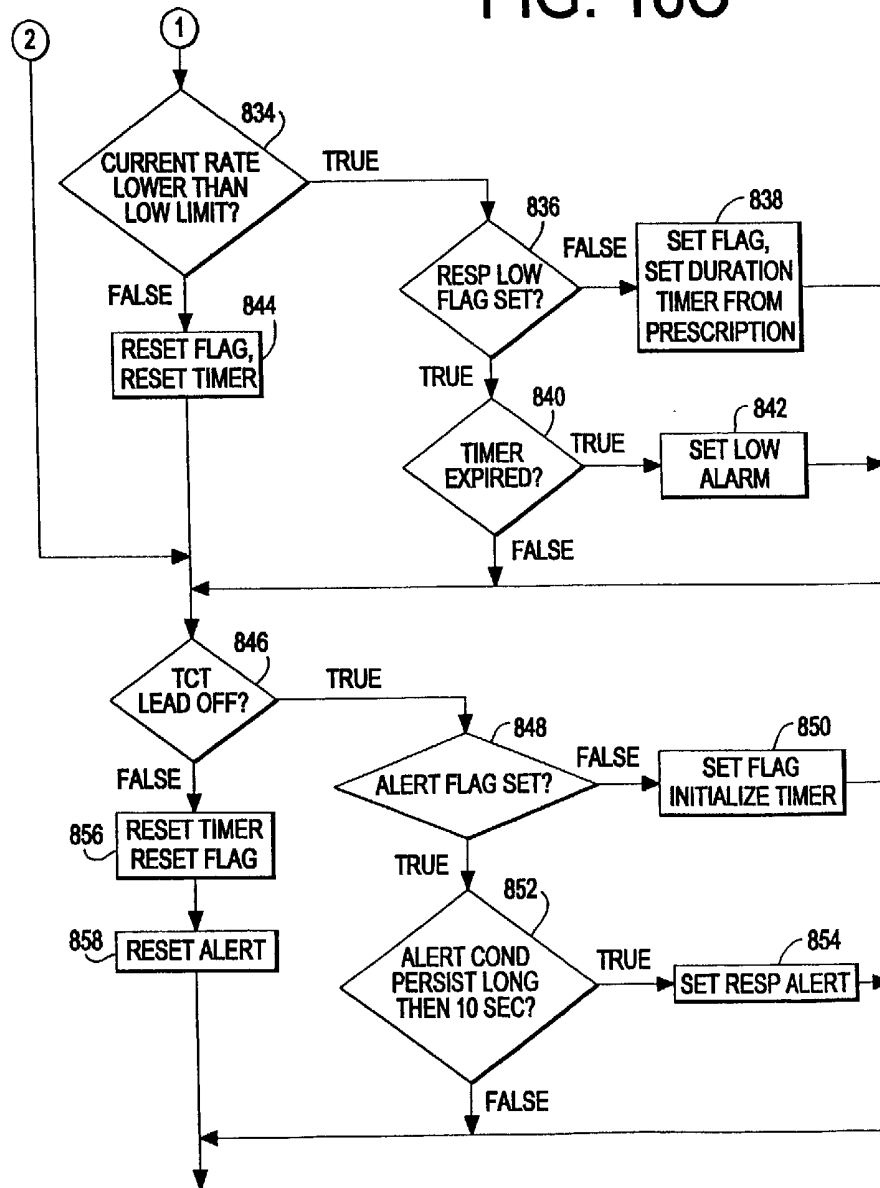 FIG. 10C
2
1
834
CURRENT RATE
LOWER THAN
LOW LIMIT?
TRUE
FALSE
836
RESP LOW
FLAG SET?
FALSE
838
SET FLAG,
SET DURATION
TIMER FROM
PRESCRIPTION
844
RESET FLAG,
RESET TIMER
TRUE
840
TIMER
EXPIRED?
TRUE
842
SET LOW
ALARM
FALSE
846
TCT
LEAD OFF?
TRUE
FALSE
848
ALERT FLAG SET?
FALSE
850
SET FLAG
INITIALIZE TIMER
856
RESET TIMER
RESET FLAG
TRUE
852
ALERT COND
PERSIST LONG
THEN 10 SEC?
TRUE
854
SET RESP ALERT
858
RESET ALERT
FALSE